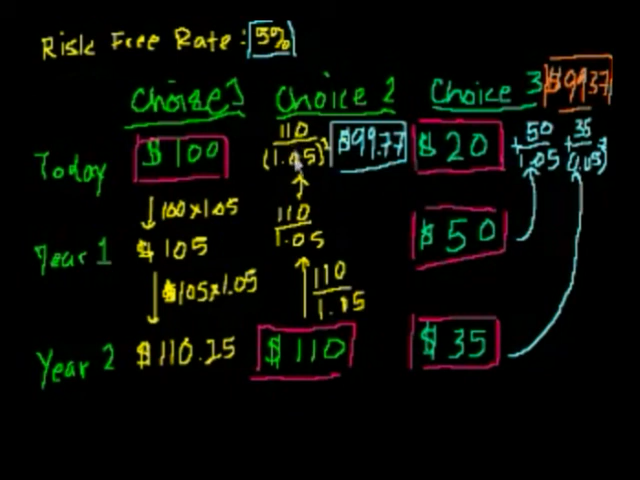 Risk Free Rate: 5%
Choise 1 Choice 2 Choice 3 $99.37
Today $100 110/(1.05)² $99.77 $20 + 50/1.05 + 35/(1.05)²
↓ 100×1.05 110/1.05
Year 1 $105 $50
↓ $105×1.05 110/1.05
Year 2 $110.25 $110 $35